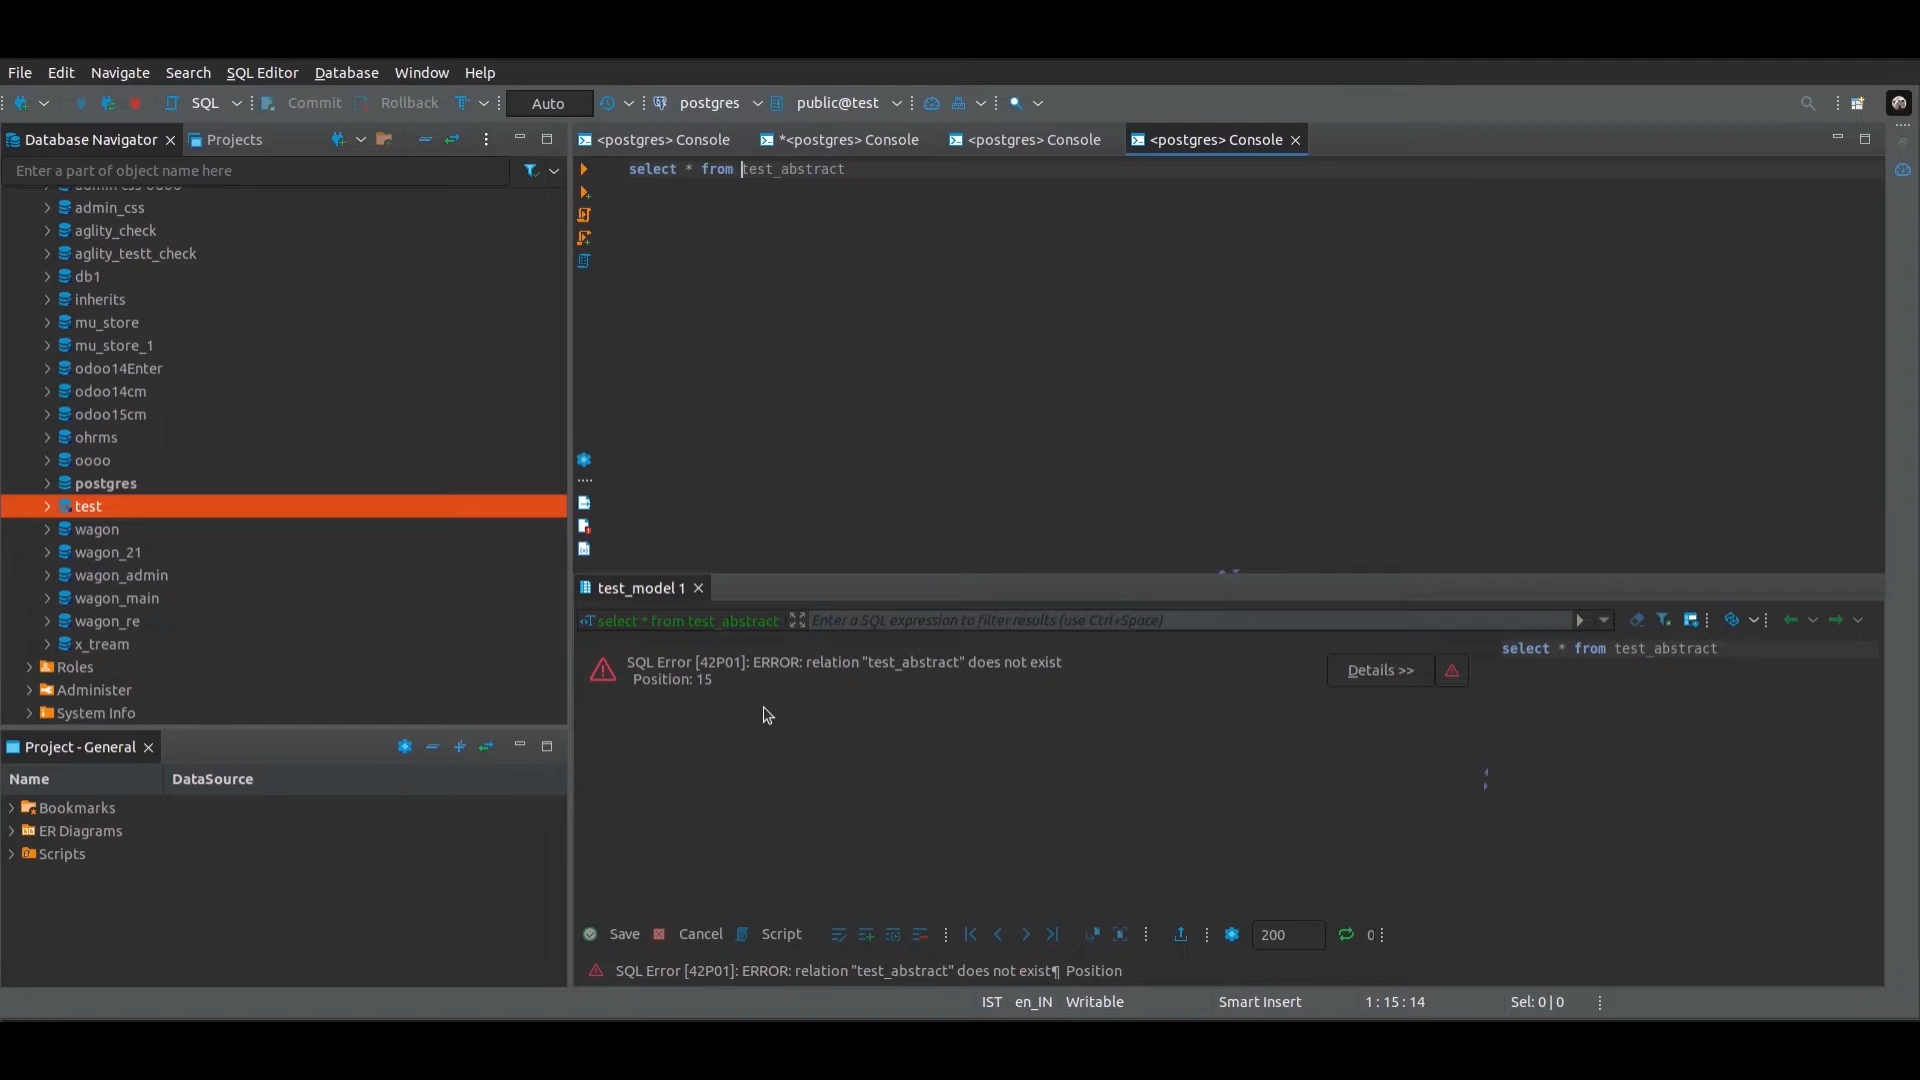 File Edit Navigate Search SQL Editor Database Window Help
SQL Commit Rollback Auto postgres public@test
Database Navigator Projects
<postgres> Console *<postgres> Console <postgres> Console <postgres> Console
Enter a part of object name here
admin_css
aglity_check
aglity_testt_check
db1
inherits
mu_store
mu_store_1
odoo14Enter
odoo14cm
odoo15cm
ohrms
oooo
postgres
test
wagon
wagon_21
wagon_admin
wagon_main
wagon_re
x_tream
Roles
Administer
System Info
Project - General
Name DataSource
Bookmarks
ER Diagrams
Scripts
select * from test_abstract
test_model 1
select * from test_abstract Enter a SQL expression to filter results (use Ctrl+Space)
SQL Error [42P01]: ERROR: relation "test_abstract" does not exist
Position: 15
Details >>
select * from test_abstract
Save Cancel Script 200 0
SQL Error [42P01]: ERROR: relation "test_abstract" does not exist¶ Position
IST en_IN Writable Smart Insert 1 : 15 : 14 Sel: 0 | 0